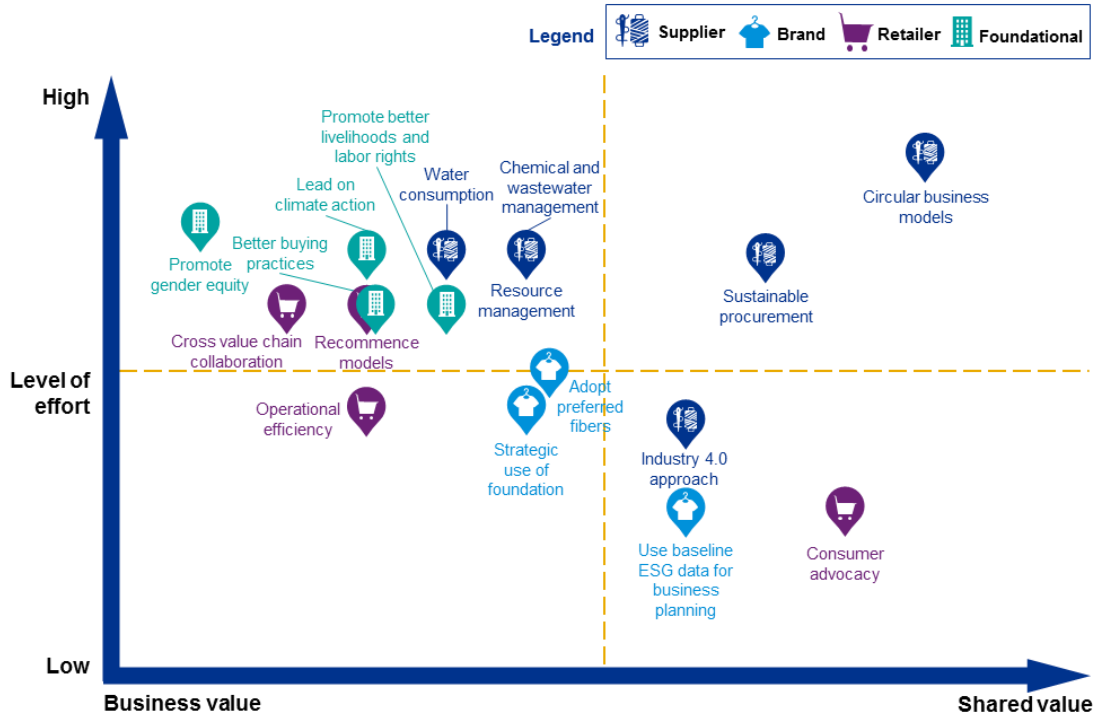 Legend
Supplier
Brand
Retailer
Foundational
High
Promote better
livelihoods and
labor rights
Water
consumption
Chemical and
wastewater
management
Lead on
climate action
Circular business
models
Better buying
practices
Promote
gender equity
Resource
management
Sustainable
procurement
Cross value chain
collaboration
Recommence
models
Level of
effort
Operational
efficiency
Adopt
preferred
fibers
Strategic
use of
foundation
Industry 4.0
approach
Use baseline
ESG data for
business
planning
Consumer
advocacy
Low
Business value
Shared value